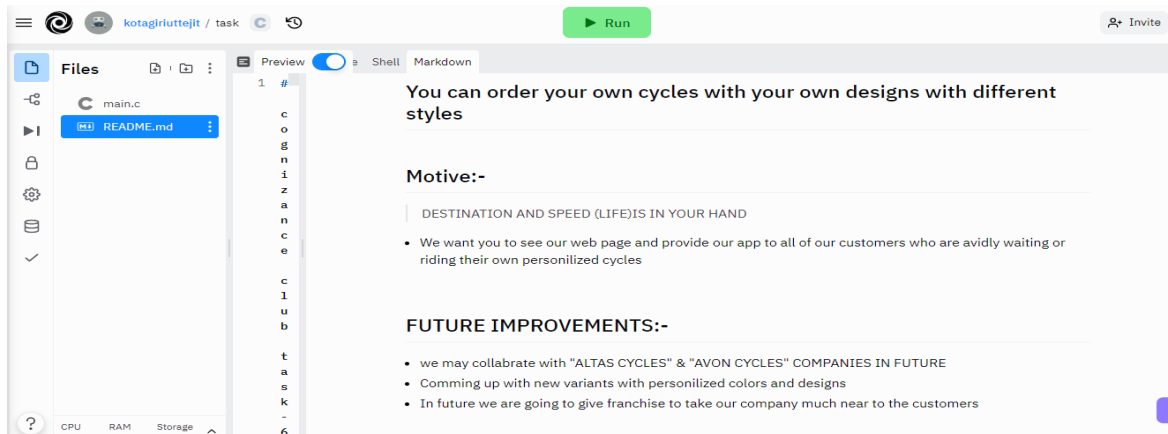 kotagiriuttejit / task C
Run
Invite
Files
Preview
Shell
Markdown
C main.c
README.md
1 #
c
o
g
n
i
z
a
n
c
e
c
l
u
b
t
a
s
k
-
6
You can order your own cycles with your own designs with different
styles
Motive:-
DESTINATION AND SPEED (LIFE)IS IN YOUR HAND
• We want you to see our web page and provide our app to all of our customers who are avidly waiting or
riding their own personilized cycles
FUTURE IMPROVEMENTS:-
• we may collabrate with "ALTAS CYCLES" & "AVON CYCLES" COMPANIES IN FUTURE
• Comming up with new variants with personilized colors and designs
• In future we are going to give franchise to take our company much near to the customers
? CPU RAM Storage